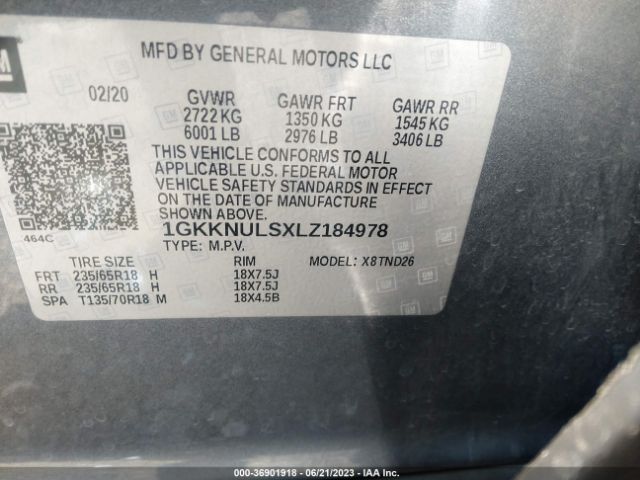 GM
MFD BY GENERAL MOTORS LLC
02/20 GVWR GAWR FRT GAWR RR
2722 KG 1350 KG 1545 KG
6001 LB 2976 LB 3406 LB
THIS VEHICLE CONFORMS TO ALL
APPLICABLE U.S. FEDERAL MOTOR
VEHICLE SAFETY STANDARDS IN EFFECT
ON THE DATE OF MANUFACTURE
SHOWN ABOVE.
464C 1GKKNULSXLZ184978
TYPE: M.P.V.
TIRE SIZE RIM MODEL: X8TND26
FRT 235/65R18 H 18X7.5J
RR 235/65R18 H 18X7.5J
SPA T135/70R18 M 18X4.5B
000-36901918 - 06/21/2023 - IAA Inc.